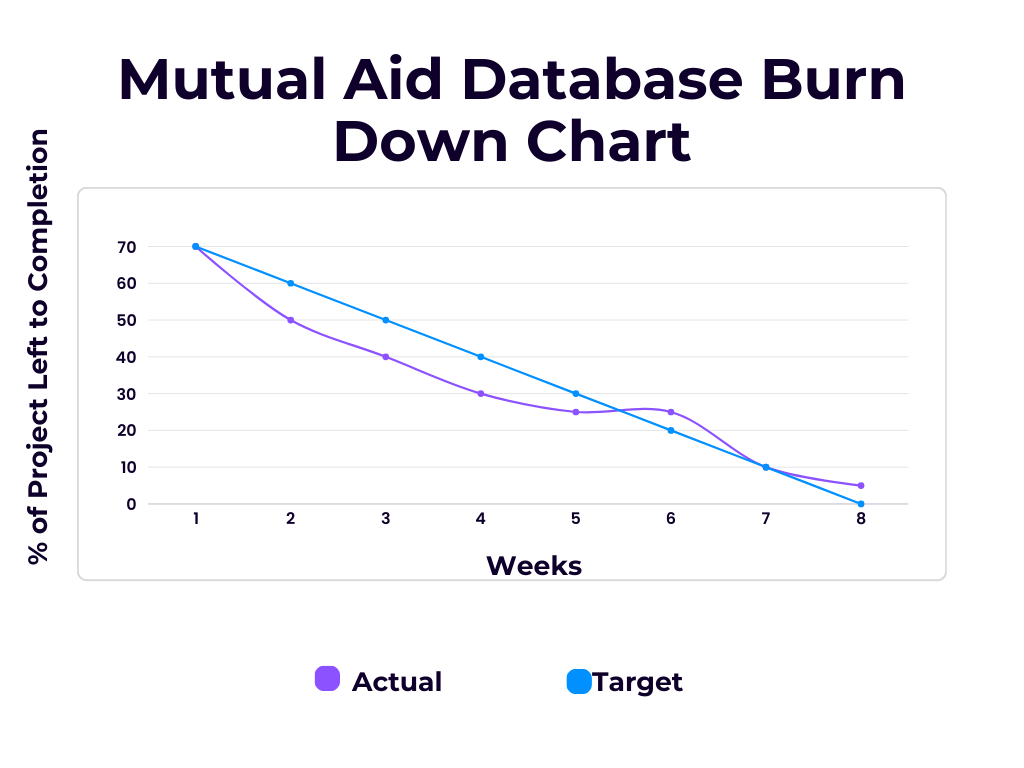 Mutual Aid Database Burn
Down Chart
% of Project Left to Completion
70
60
50
40
30
20
10
0
1 2 3 4 5 6 7 8
Weeks
Actual Target